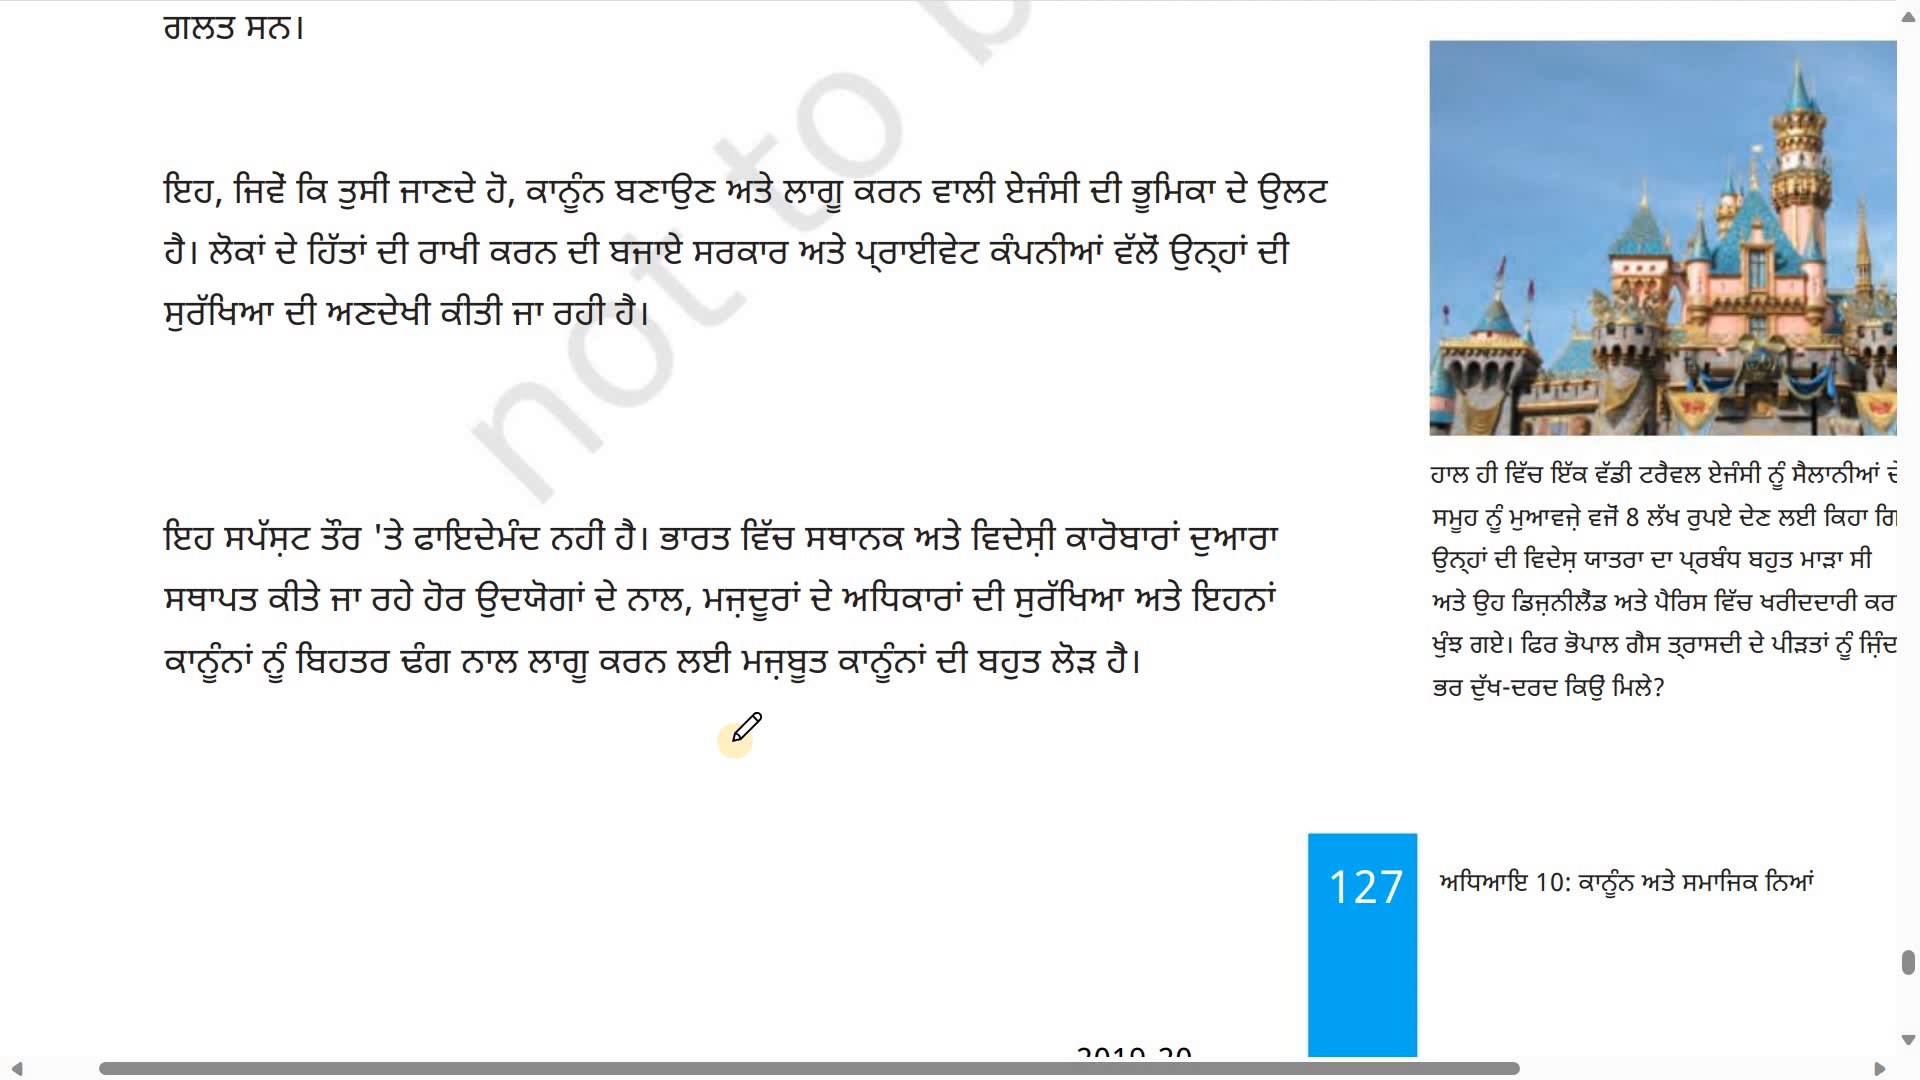 ਗਲਤ ਸਨ।
ਇਹ, ਜਿਵੇਂ ਕਿ ਤੁਸੀਂ ਜਾਣਦੇ ਹੋ, ਕਾਨੂੰਨ ਬਣਾਉਣ ਅਤੇ ਲਾਗੂ ਕਰਨ ਵਾਲੀ ਏਜੰਸੀ ਦੀ ਭੂਮਿਕਾ ਦੇ ਉਲਟ
ਹੈ। ਲੋਕਾਂ ਦੇ ਹਿੱਤਾਂ ਦੀ ਰਾਖੀ ਕਰਨ ਦੀ ਬਜਾਏ ਸਰਕਾਰ ਅਤੇ ਪ੍ਰਾਈਵੇਟ ਕੰਪਨੀਆਂ ਵੱਲੋਂ ਉਨ੍ਹਾਂ ਦੀ
ਸੁਰੱਖਿਆ ਦੀ ਅਣਦੇਖੀ ਕੀਤੀ ਜਾ ਰਹੀ ਹੈ।
not to b
ਇਹ ਸਪੱਸ਼ਟ ਤੌਰ 'ਤੇ ਫਾਇਦੇਮੰਦ ਨਹੀਂ ਹੈ। ਭਾਰਤ ਵਿੱਚ ਸਥਾਨਕ ਅਤੇ ਵਿਦੇਸ਼ੀ ਕਾਰੋਬਾਰਾਂ ਦੁਆਰਾ
ਸਥਾਪਤ ਕੀਤੇ ਜਾ ਰਹੇ ਹੋਰ ਉਦਯੋਗਾਂ ਦੇ ਨਾਲ, ਮਜ਼ਦੂਰਾਂ ਦੇ ਅਧਿਕਾਰਾਂ ਦੀ ਸੁਰੱਖਿਆ ਅਤੇ ਇਹਨਾਂ
ਕਾਨੂੰਨਾਂ ਨੂੰ ਬਿਹਤਰ ਢੰਗ ਨਾਲ ਲਾਗੂ ਕਰਨ ਲਈ ਮਜ਼ਬੂਤ ਕਾਨੂੰਨਾਂ ਦੀ ਬਹੁਤ ਲੋੜ ਹੈ।
ਹਾਲ ਹੀ ਵਿੱਚ ਇੱਕ ਵੱਡੀ ਟਰੈਵਲ ਏਜੰਸੀ ਨੂੰ ਸੈਲਾਨੀਆਂ
ਸਮੂਹ ਨੂੰ ਮੁਆਵਜ਼ੇ ਵਜੋਂ 8 ਲੱਖ ਰੁਪਏ ਦੇਣ ਲਈ ਕਿਹਾ
ਉਨ੍ਹਾਂ ਦੀ ਵਿਦੇਸ਼ ਯਾਤਰਾ ਦਾ ਪ੍ਰਬੰਧ ਬਹੁਤ ਮਾੜਾ ਸੀ
ਅਤੇ ਉਹ ਡਿਜ਼ਨੀਲੈਂਡ ਅਤੇ ਪੈਰਿਸ ਵਿੱਚ ਖਰੀਦਦਾਰੀ
ਖੁੰਝ ਗਏ। ਫਿਰ ਭੋਪਾਲ ਗੈਸ ਤ੍ਰਾਸਦੀ ਦੇ ਪੀੜਤਾਂ ਨੂੰ
ਭਰ ਦੁੱਖ-ਦਰਦ ਕਿਉਂ ਮਿਲੇ?
127
ਅਧਿਆਇ 10: ਕਾਨੂੰਨ ਅਤੇ ਸਮਾਜਿਕ ਨਿਆਂ